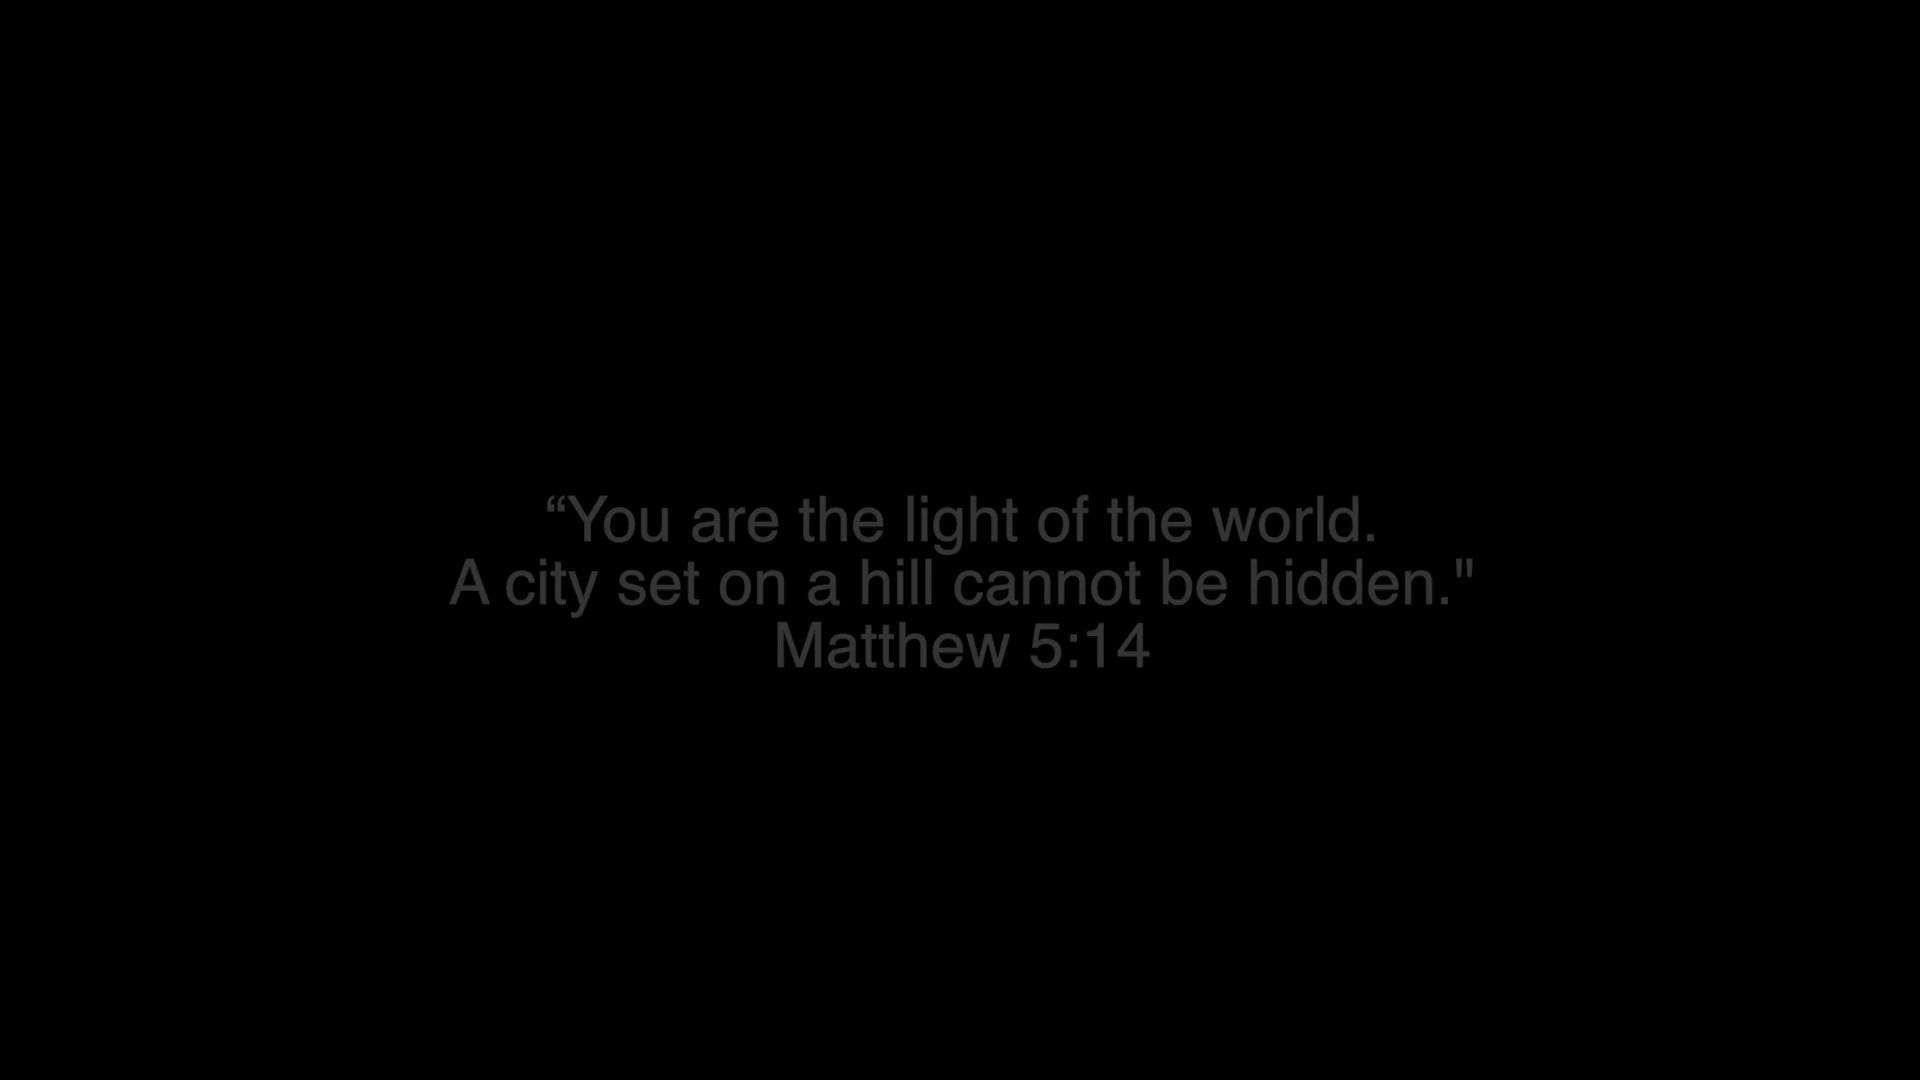 “You are the light of the world.
A city set on a hill cannot be hidden."
Matthew 5:14